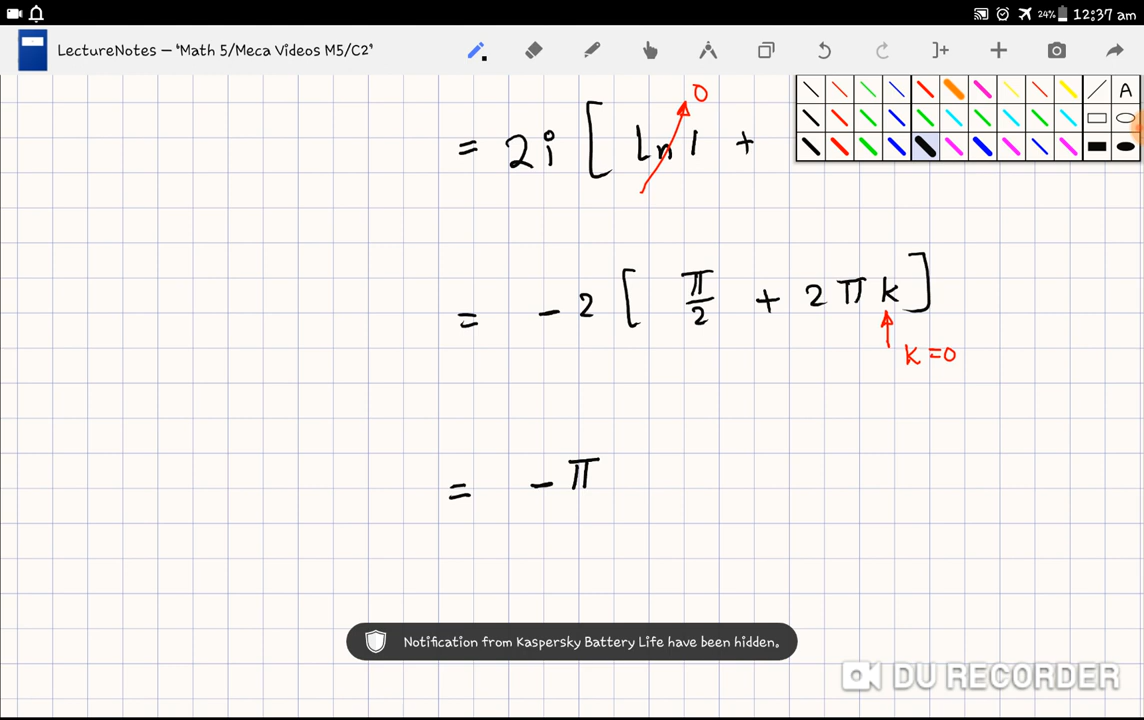 24% 12:37 am
LectureNotes – ‘Math 5/Meca Videos M5/C2’
A
0
= 2i [ Ln 1 +
= -2 [ π/2 + 2πk ]
k = 0
= -π
Notification from Kaspersky Battery Life have been hidden.
DU RECORDER